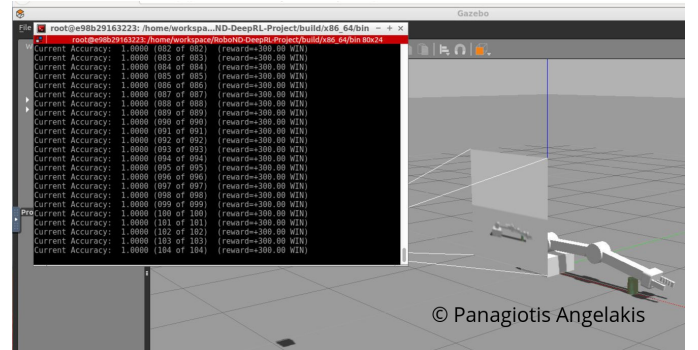 Gazebo
File
root@e98b29163223: /home/workspa...ND-DeepRL-Project/build/x86_64/bin
root@e98b29163223: /home/workspace/RoboND-DeepRL-Project/build/x86_64/bin 80x24
Current Accuracy: 1.0000 (082 of 082) (reward=+300.00 WIN)
Current Accuracy: 1.0000 (083 of 083) (reward=+300.00 WIN)
Current Accuracy: 1.0000 (084 of 084) (reward=+300.00 WIN)
Current Accuracy: 1.0000 (085 of 085) (reward=+300.00 WIN)
Current Accuracy: 1.0000 (086 of 086) (reward=+300.00 WIN)
Current Accuracy: 1.0000 (087 of 087) (reward=+300.00 WIN)
Current Accuracy: 1.0000 (088 of 088) (reward=+300.00 WIN)
Current Accuracy: 1.0000 (089 of 089) (reward=+300.00 WIN)
Current Accuracy: 1.0000 (090 of 090) (reward=+300.00 WIN)
Current Accuracy: 1.0000 (091 of 091) (reward=+300.00 WIN)
Current Accuracy: 1.0000 (092 of 092) (reward=+300.00 WIN)
Current Accuracy: 1.0000 (093 of 093) (reward=+300.00 WIN)
Current Accuracy: 1.0000 (094 of 094) (reward=+300.00 WIN)
Current Accuracy: 1.0000 (095 of 095) (reward=+300.00 WIN)
Current Accuracy: 1.0000 (096 of 096) (reward=+300.00 WIN)
Current Accuracy: 1.0000 (097 of 097) (reward=+300.00 WIN)
Current Accuracy: 1.0000 (098 of 098) (reward=+300.00 WIN)
Current Accuracy: 1.0000 (099 of 099) (reward=+300.00 WIN)
Current Accuracy: 1.0000 (100 of 100) (reward=+300.00 WIN)
Current Accuracy: 1.0000 (101 of 101) (reward=+300.00 WIN)
Current Accuracy: 1.0000 (102 of 102) (reward=+300.00 WIN)
Current Accuracy: 1.0000 (103 of 103) (reward=+300.00 WIN)
Current Accuracy: 1.0000 (104 of 104) (reward=+300.00 WIN)
© Panagiotis Angelakis